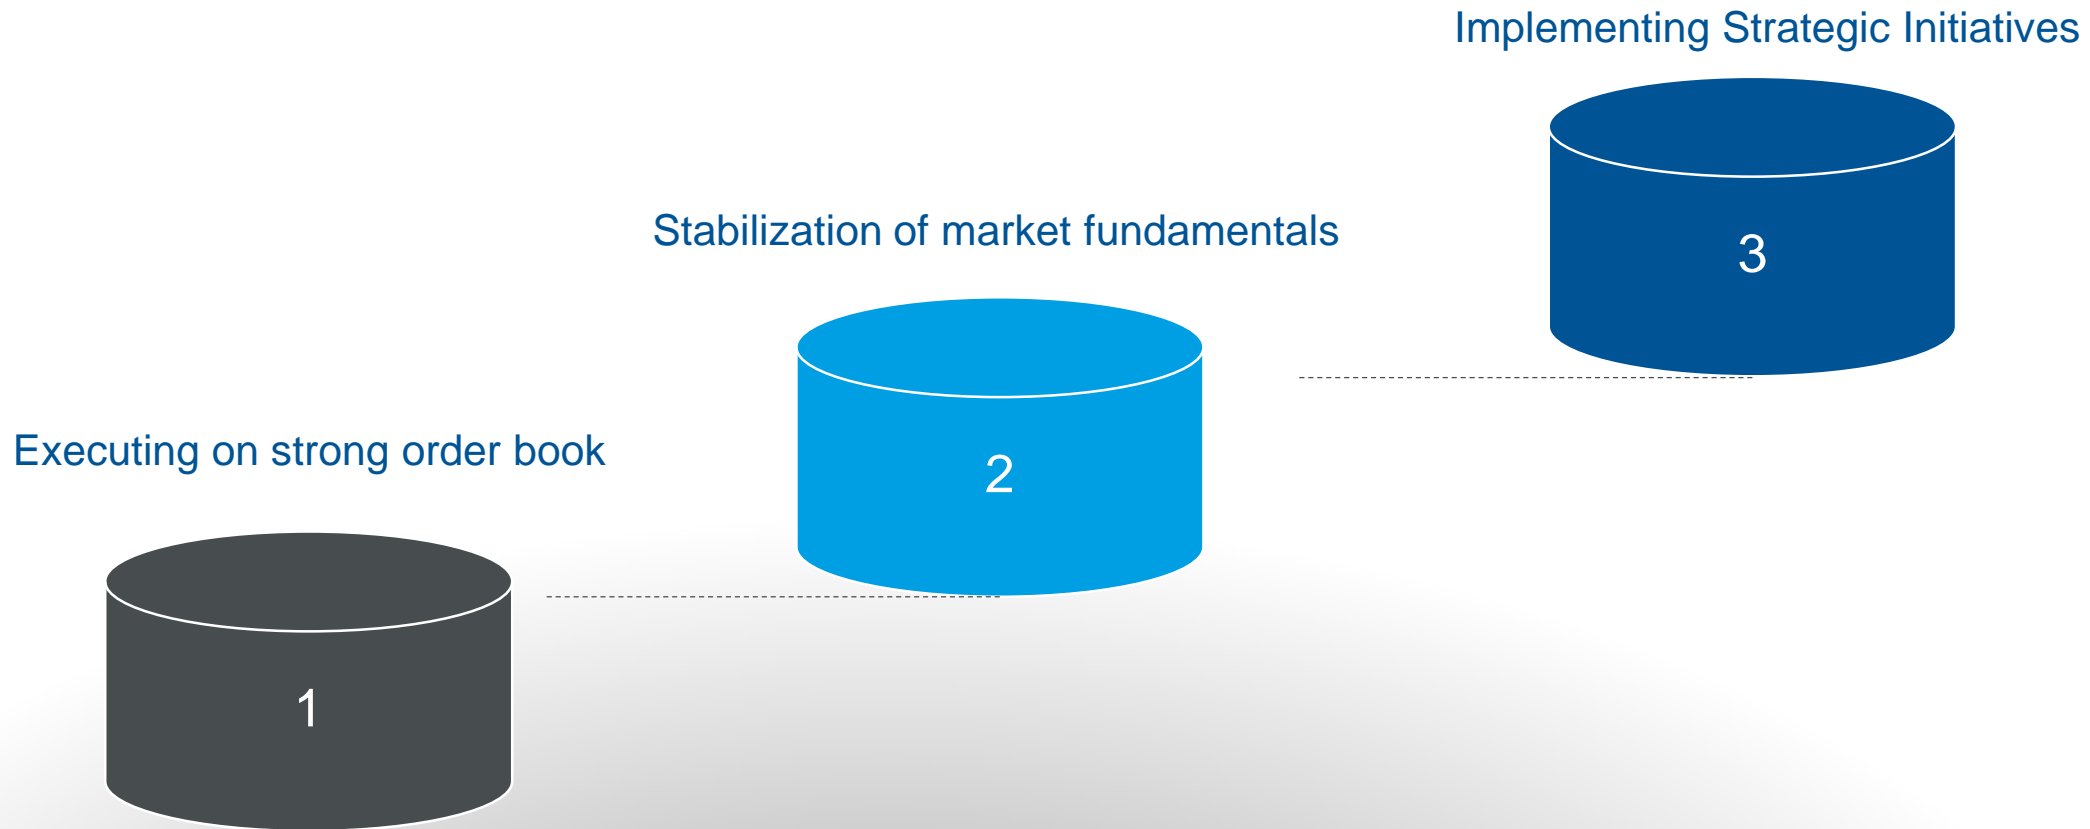 Implementing Strategic Initiatives
3
Stabilization of market fundamentals
2
Executing on strong order book
1